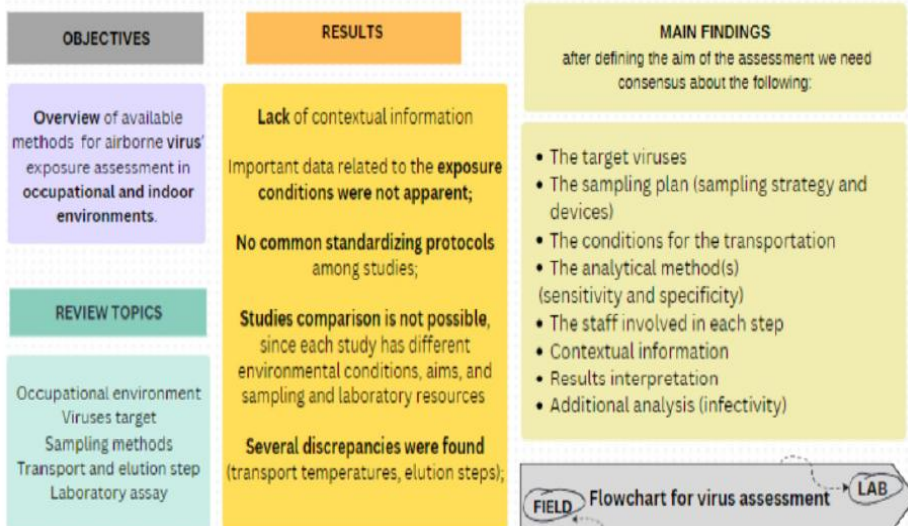 OBJECTIVES
Overview of available
methods for airborne virus'
exposure assessment in
occupational and indoor
environments.
REVIEW TOPICS
Occupational environment
Viruses target
Sampling methods
Transport and elution step
Laboratory assay
RESULTS
Lack of contextual information
Important data related to the exposure
conditions were not apparent;
No common standardizing protocols
among studies;
Studies comparison is not possible,
since each study has different
environmental conditions, aims, and
sampling and laboratory resources
Several discrepancies were found
(transport temperatures, elution steps);
MAIN FINDINGS
after defining the aim of the assessment we need
consensus about the following:
• The target viruses
• The sampling plan (sampling strategy and
devices)
• The conditions for the transportation
• The analytical method(s)
(sensitivity and specificity)
• The staff involved in each step
• Contextual information
• Results interpretation
• Additional analysis (infectivity)
FIELD Flowchart for virus assessment LAB